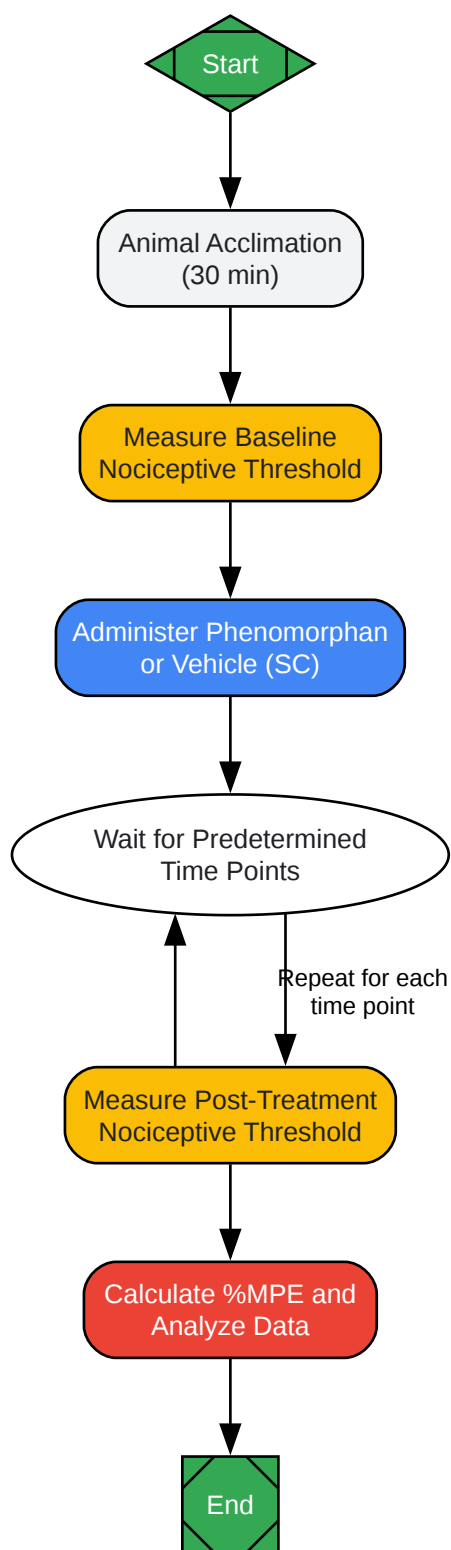 Start
Animal Acclimation
(30 min)
Measure Baseline
Nociceptive Threshold
Administer Phenomorphan
or Vehicle (SC)
Wait for Predetermined
Time Points
Repeat for each
time point
Measure Post-Treatment
Nociceptive Threshold
Calculate %MPE and
Analyze Data
End